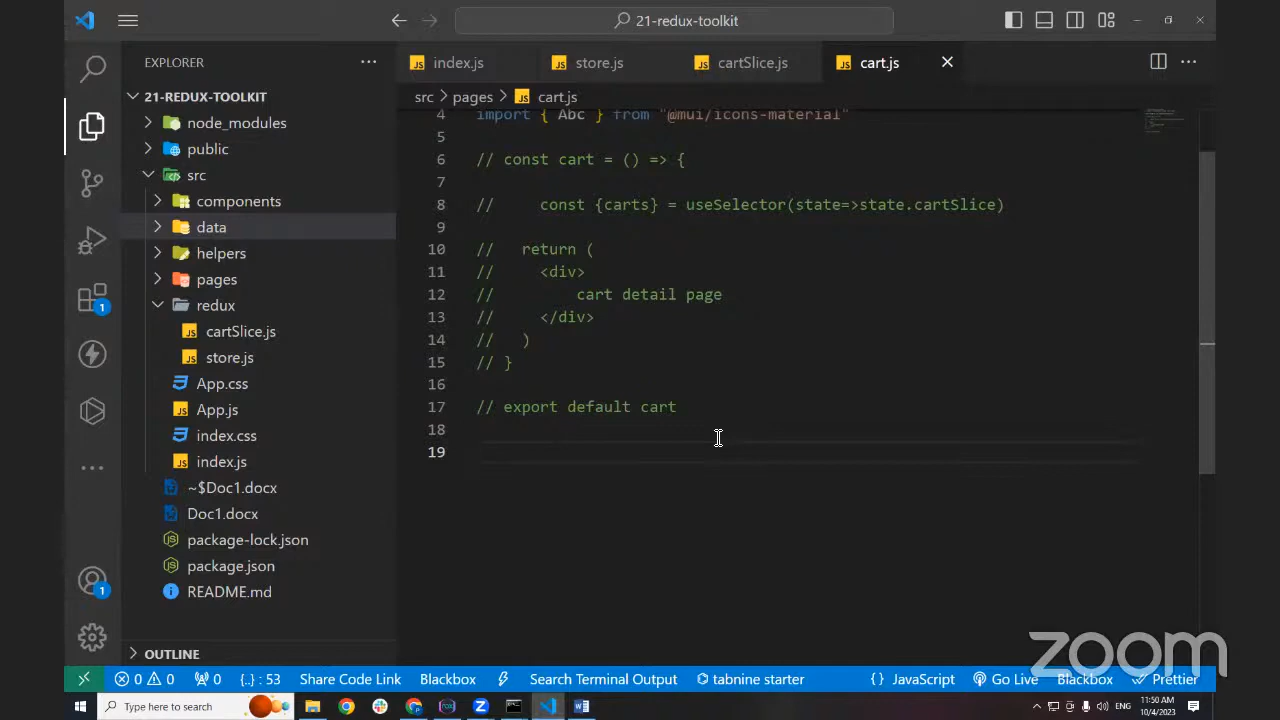 21-redux-toolkit
EXPLORER
index.js
store.js
cartSlice.js
cart.js
21-REDUX-TOOLKIT
node_modules
public
src
components
data
helpers
pages
redux
cartSlice.js
store.js
App.css
App.js
index.css
index.js
~$Doc1.docx
Doc1.docx
package-lock.json
package.json
README.md
OUTLINE
src > pages > cart.js
4 import { Abc } from "@mui/icons-material"
5
6 // const cart = () => {
7
8 // const {carts} = useSelector(state=>state.cartSlice)
9
10 // return (
11 // <div>
12 // cart detail page
13 // </div>
14 // )
15 // }
16
17 // export default cart
18
19
1
1
zoom
0 0 0 {..} : 53 Share Code Link Blackbox Search Terminal Output tabnine starter {} JavaScript Go Live Blackbox Prettier
Type here to search
ENG
11:50 AM
10/4/2023